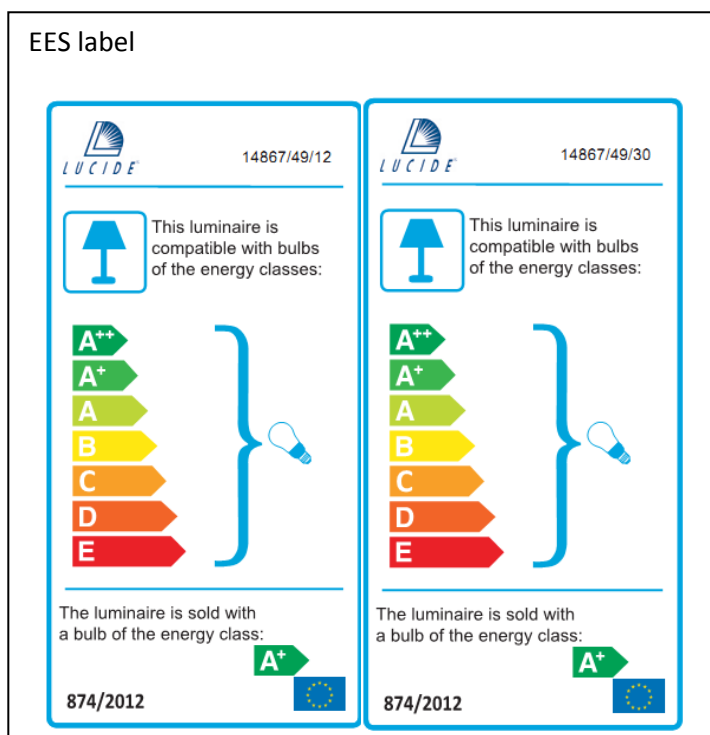 EES label
LUCIDE
14867/49/12
This luminaire is
compatible with bulbs
of the energy classes:
A++
A+
A
B
C
D
E
The luminaire is sold with
a bulb of the energy class:
A+
874/2012
LUCIDE
14867/49/30
This luminaire is
compatible with bulbs
of the energy classes:
A++
A+
A
B
C
D
E
The luminaire is sold with
a bulb of the energy class:
A+
874/2012